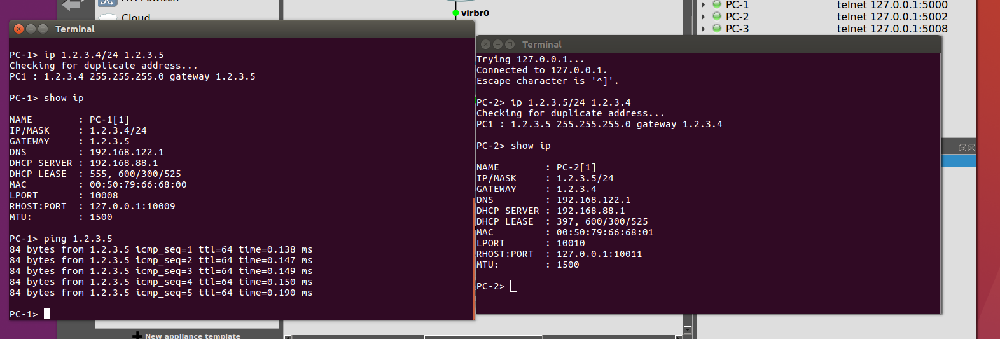 ATM switch
Cloud
virbr0
PC-1 telnet 127.0.0.1:5000
PC-2 telnet 127.0.0.1:5002
PC-3 telnet 127.0.0.1:5008
Terminal
PC-1> ip 1.2.3.4/24 1.2.3.5
Checking for duplicate address...
PC1 : 1.2.3.4 255.255.255.0 gateway 1.2.3.5
PC-1> show ip
NAME : PC-1[1]
IP/MASK : 1.2.3.4/24
GATEWAY : 1.2.3.5
DNS : 192.168.122.1
DHCP SERVER : 192.168.88.1
DHCP LEASE : 555, 600/300/525
MAC : 00:50:79:66:68:00
LPORT : 10008
RHOST:PORT : 127.0.0.1:10009
MTU: : 1500
PC-1> ping 1.2.3.5
84 bytes from 1.2.3.5 icmp_seq=1 ttl=64 time=0.138 ms
84 bytes from 1.2.3.5 icmp_seq=2 ttl=64 time=0.147 ms
84 bytes from 1.2.3.5 icmp_seq=3 ttl=64 time=0.149 ms
84 bytes from 1.2.3.5 icmp_seq=4 ttl=64 time=0.150 ms
84 bytes from 1.2.3.5 icmp_seq=5 ttl=64 time=0.190 ms
PC-1>
Terminal
Trying 127.0.0.1...
Connected to 127.0.0.1.
Escape character is '^]'.
PC-2> ip 1.2.3.5/24 1.2.3.4
Checking for duplicate address...
PC1 : 1.2.3.5 255.255.255.0 gateway 1.2.3.4
PC-2> show ip
NAME : PC-2[1]
IP/MASK : 1.2.3.5/24
GATEWAY : 1.2.3.4
DNS : 192.168.122.1
DHCP SERVER : 192.168.88.1
DHCP LEASE : 397, 600/300/525
MAC : 00:50:79:66:68:01
LPORT : 10010
RHOST:PORT : 127.0.0.1:10011
MTU: : 1500
PC-2>
New appliance template